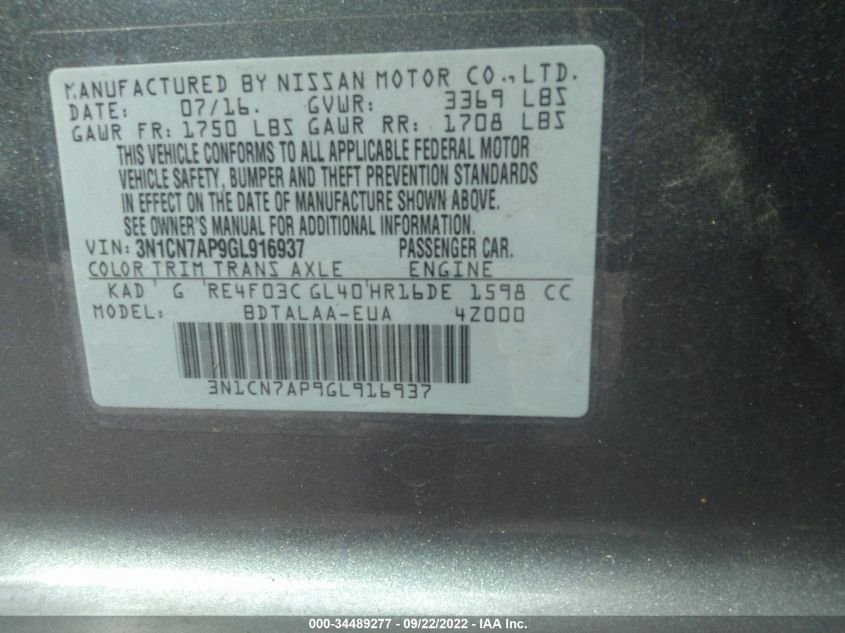 MANUFACTURED BY NISSAN MOTOR CO., LTD.
DATE: 07/16. GVWR: 3369 LBS
GAWR FR: 1750 LBS GAWR RR: 1708 LBS
THIS VEHICLE CONFORMS TO ALL APPLICABLE FEDERAL MOTOR
VEHICLE SAFETY, BUMPER AND THEFT PREVENTION STANDARDS
IN EFFECT ON THE DATE OF MANUFACTURE SHOWN ABOVE.
SEE OWNER'S MANUAL FOR ADDITIONAL INFORMATION.
VIN: 3N1CN7AP9GL916937 PASSENGER CAR.
COLOR TRIM TRANS AXLE ENGINE
KAD G RE4F03C GL40 HR16DE 1598 CC
MODEL: BDTALAA-EUA 4Z000
3N1CN7AP9GL916937
000-34489277 - 09/22/2022 - IAA Inc.